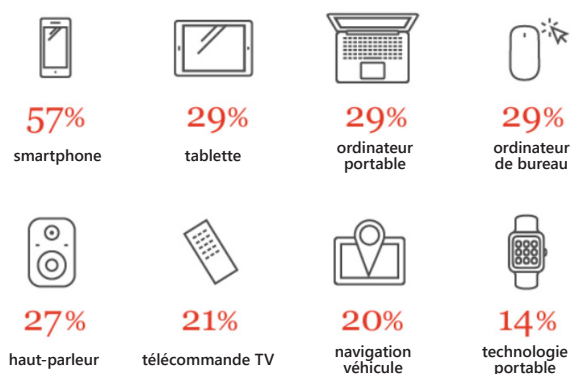 57%
smartphone
29%
tablette
29%
ordinateur
portable
29%
ordinateur
de bureau
27%
haut-parleur
21%
télécommande TV
20%
navigation
véhicule
14%
technologie
portable